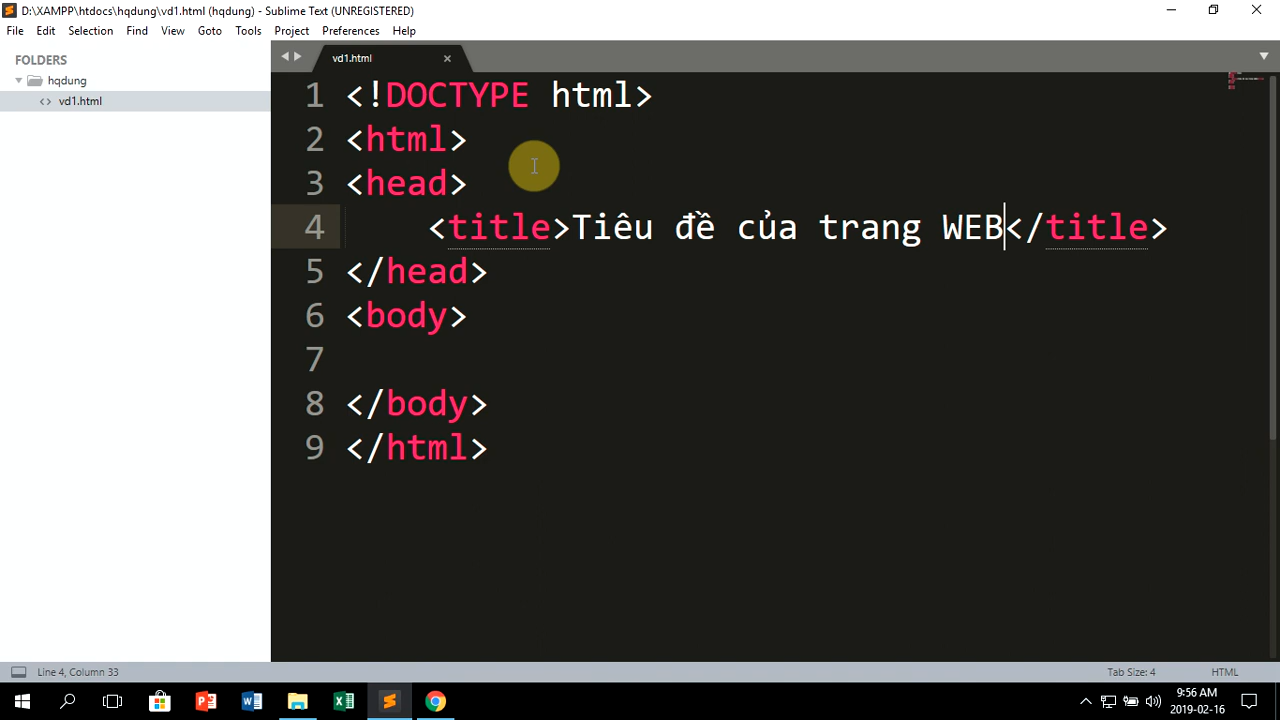 D:\XAMPP\htdocs\hqdung\vd1.html (hqdung) - Sublime Text (UNREGISTERED)
File Edit Selection Find View Goto Tools Project Preferences Help
FOLDERS
hqdung
<> vd1.html
vd1.html
1 <!DOCTYPE html>
2 <html>
3 <head>
4 <title>Tiêu đề của trang WEB</title>
5 </head>
6 <body>
7
8 </body>
9 </html>
Line 4, Column 33
Tab Size: 4
HTML
9:56 AM
2019-02-16